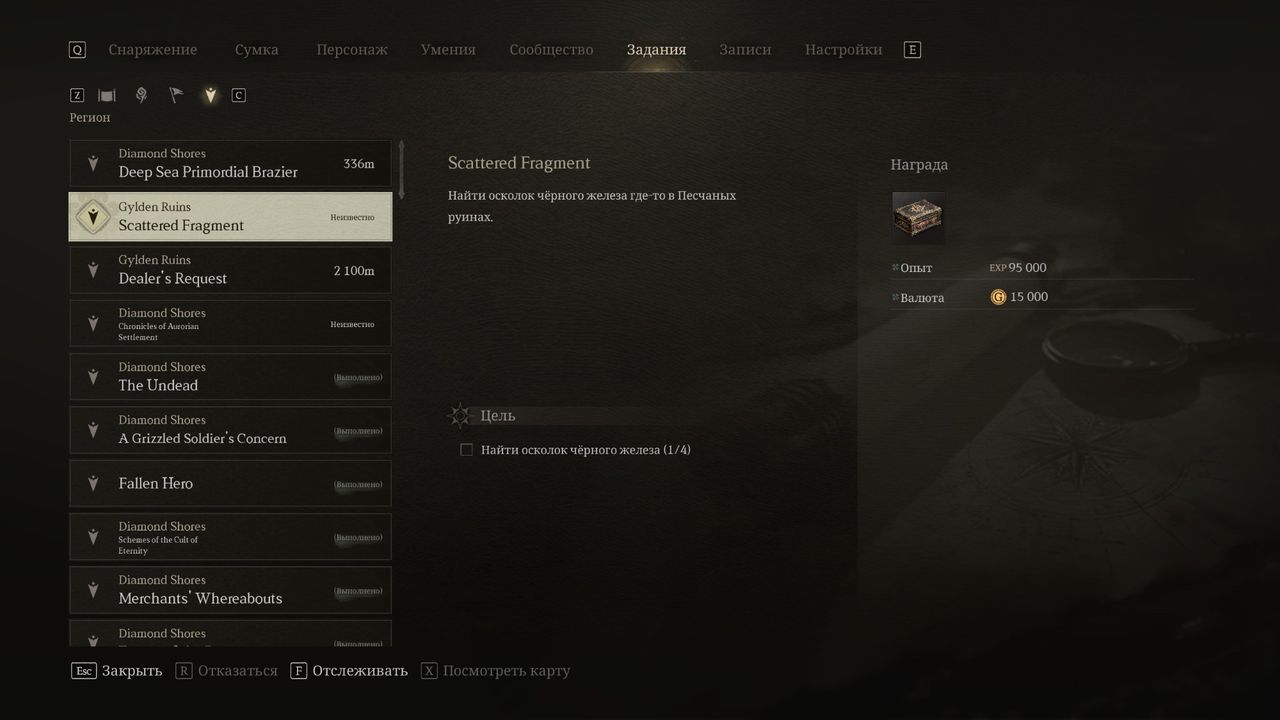 Q Снаряжение Сумка Персонаж Умения Сообщество Задания Записи Настройки E
Z C
Регион
Diamond Shores
Deep Sea Primordial Brazier 336m
Gylden Ruins
Scattered Fragment Неизвестно
Gylden Ruins
Dealer's Request 2 100m
Diamond Shores
Chronicles of Aurorian
Settlement
Неизвестно
Diamond Shores
The Undead (Выполнено)
Diamond Shores
A Grizzled Soldier's Concern (Выполнено)
Fallen Hero (Выполнено)
Diamond Shores
Schemes of the Cult of
Eternity
(Выполнено)
Diamond Shores
Merchants' Whereabouts (Выполнено)
Diamond Shores
(Выполнено)
Scattered Fragment
Найти осколок чёрного железа где-то в Песчаных
руинах.
Цель
Найти осколок чёрного железа (1/4)
Награда
Опыт EXP 95 000
Валюта G 15 000
Esc Закрыть R Отказаться F Отслеживать X Посмотреть карту